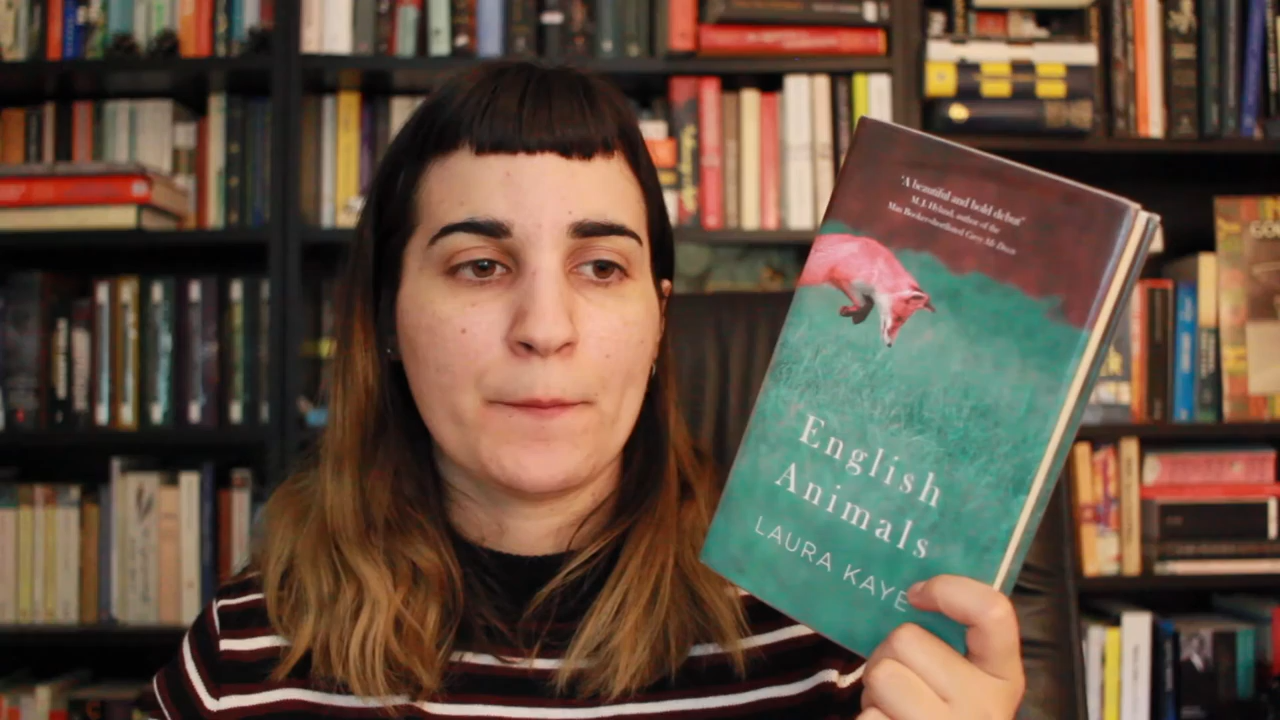 'A beautiful and bold debut'
M.J. Hyland, author of the
Man Booker-shortlisted Carry Me Down
English
Animals
LAURA KAYE